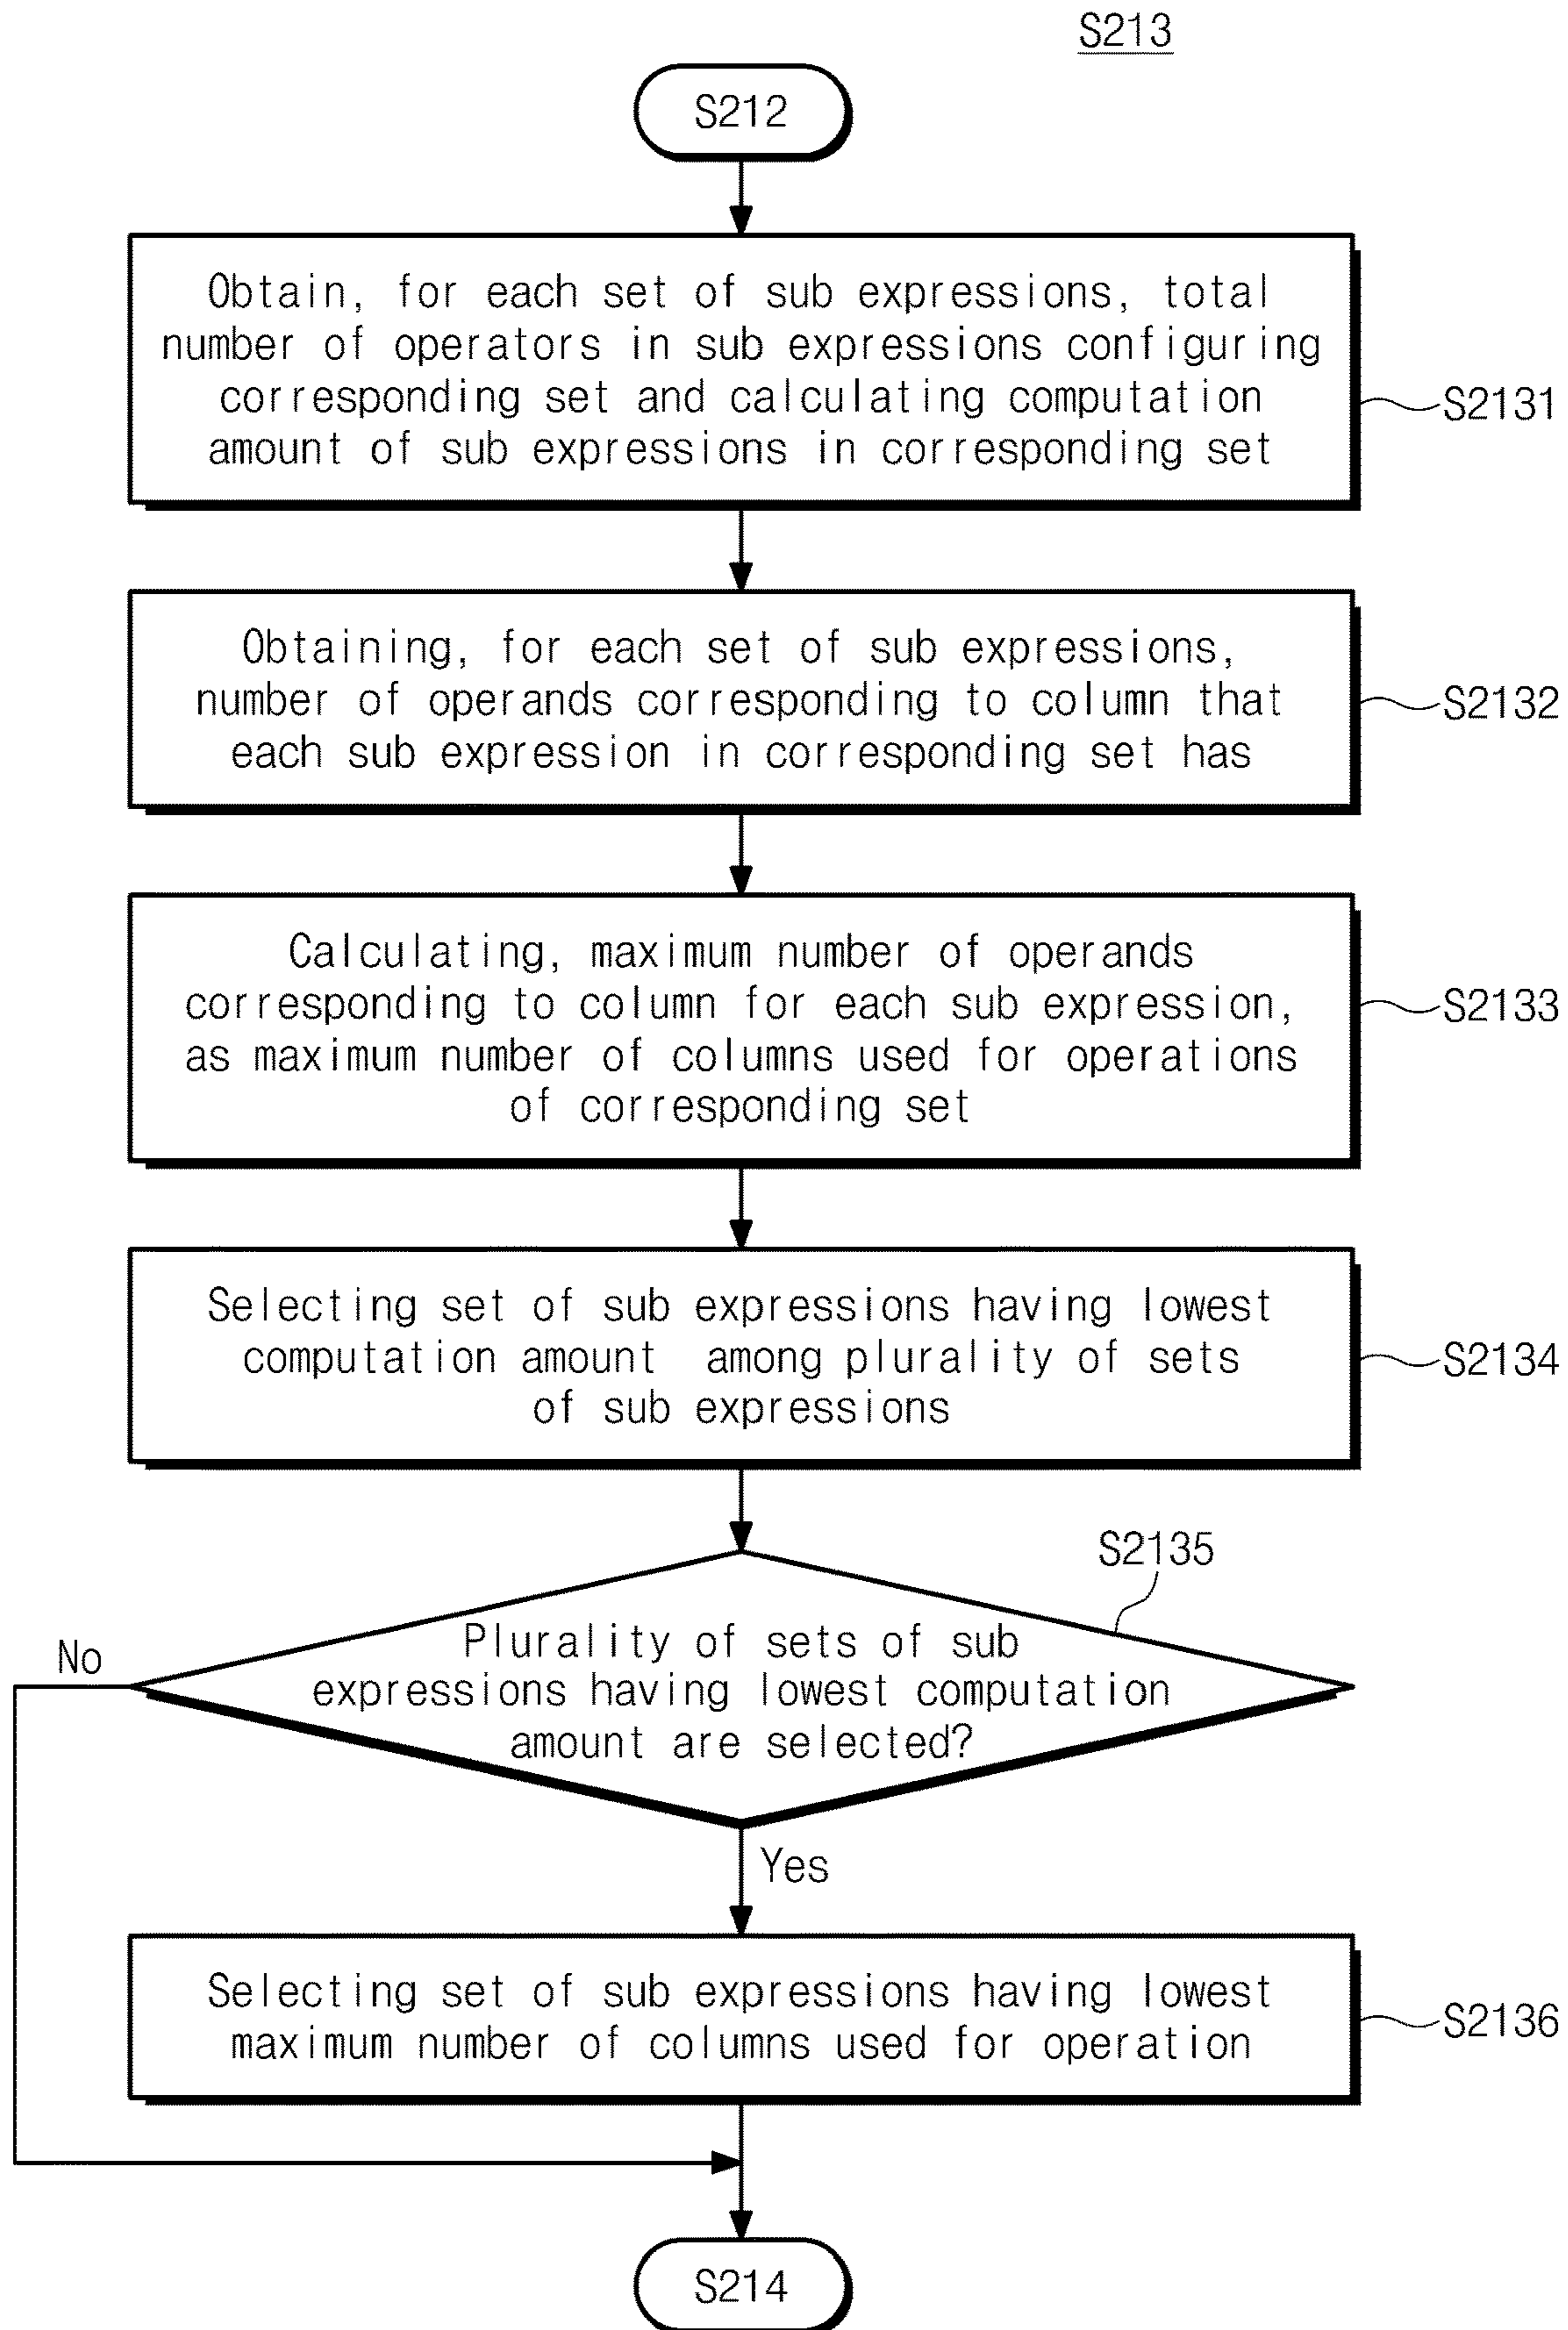 S213
S212
Obtain, for each set of sub expressions, total
number of operators in sub expressions configuring
corresponding set and calculating computation
amount of sub expressions in corresponding set
S2131
Obtaining, for each set of sub expressions,
number of operands corresponding to column that
each sub expression in corresponding set has
S2132
Calculating, maximum number of operands
corresponding to column for each sub expression,
as maximum number of columns used for operations
of corresponding set
S2133
Selecting set of sub expressions having lowest
computation amount among plurality of sets
of sub expressions
S2134
S2135
Plurality of sets of sub
expressions having lowest computation
amount are selected?
No
Yes
Selecting set of sub expressions having lowest
maximum number of columns used for operation
S2136
S214